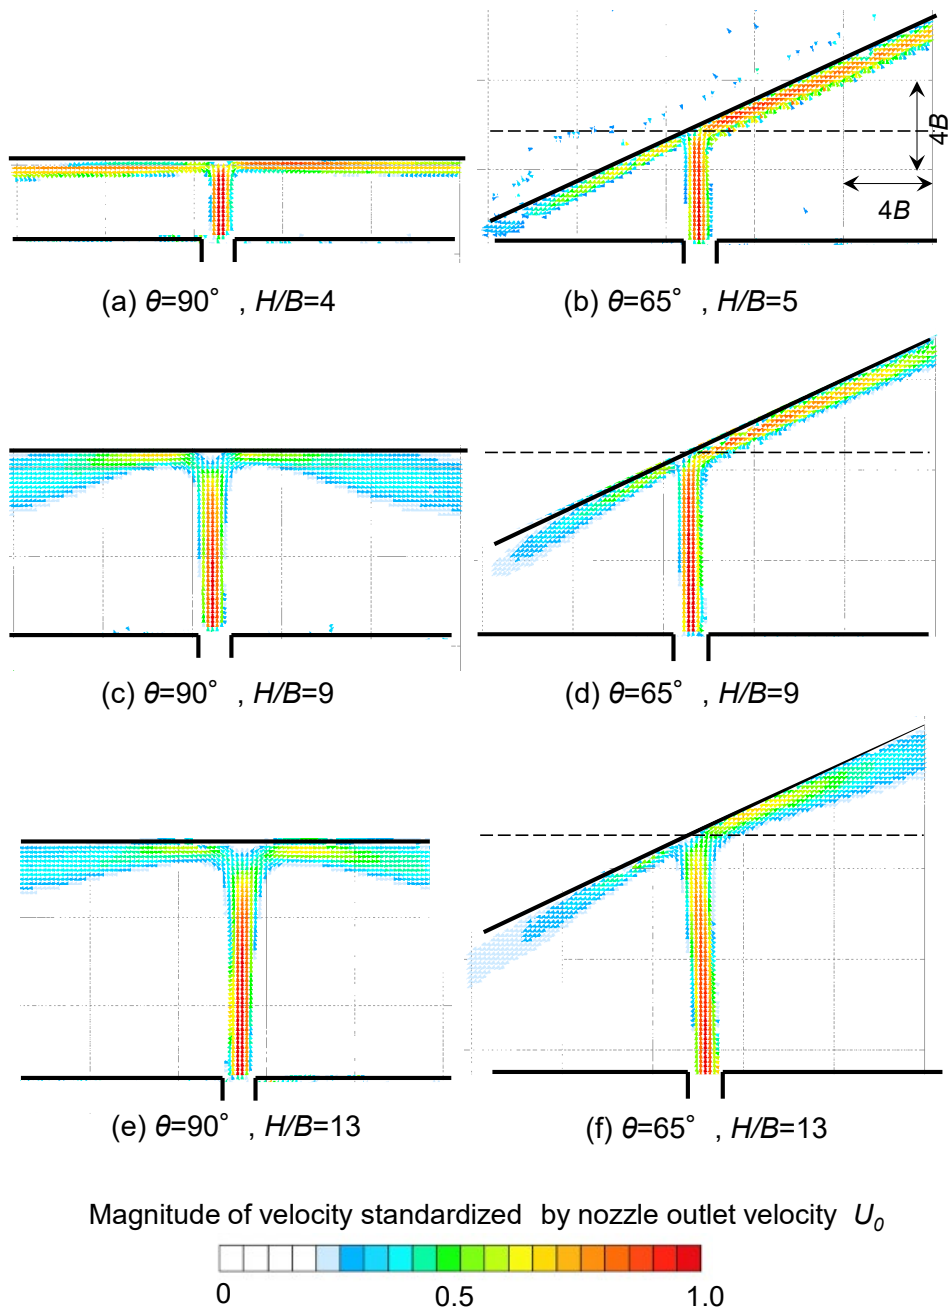 4B
4B
(a) θ=90° , H/B=4
(b) θ=65° , H/B=5
(c) θ=90° , H/B=9
(d) θ=65° , H/B=9
(e) θ=90° , H/B=13
(f) θ=65° , H/B=13
Magnitude of velocity standardized by nozzle outlet velocity U₀
0 0.5 1.0